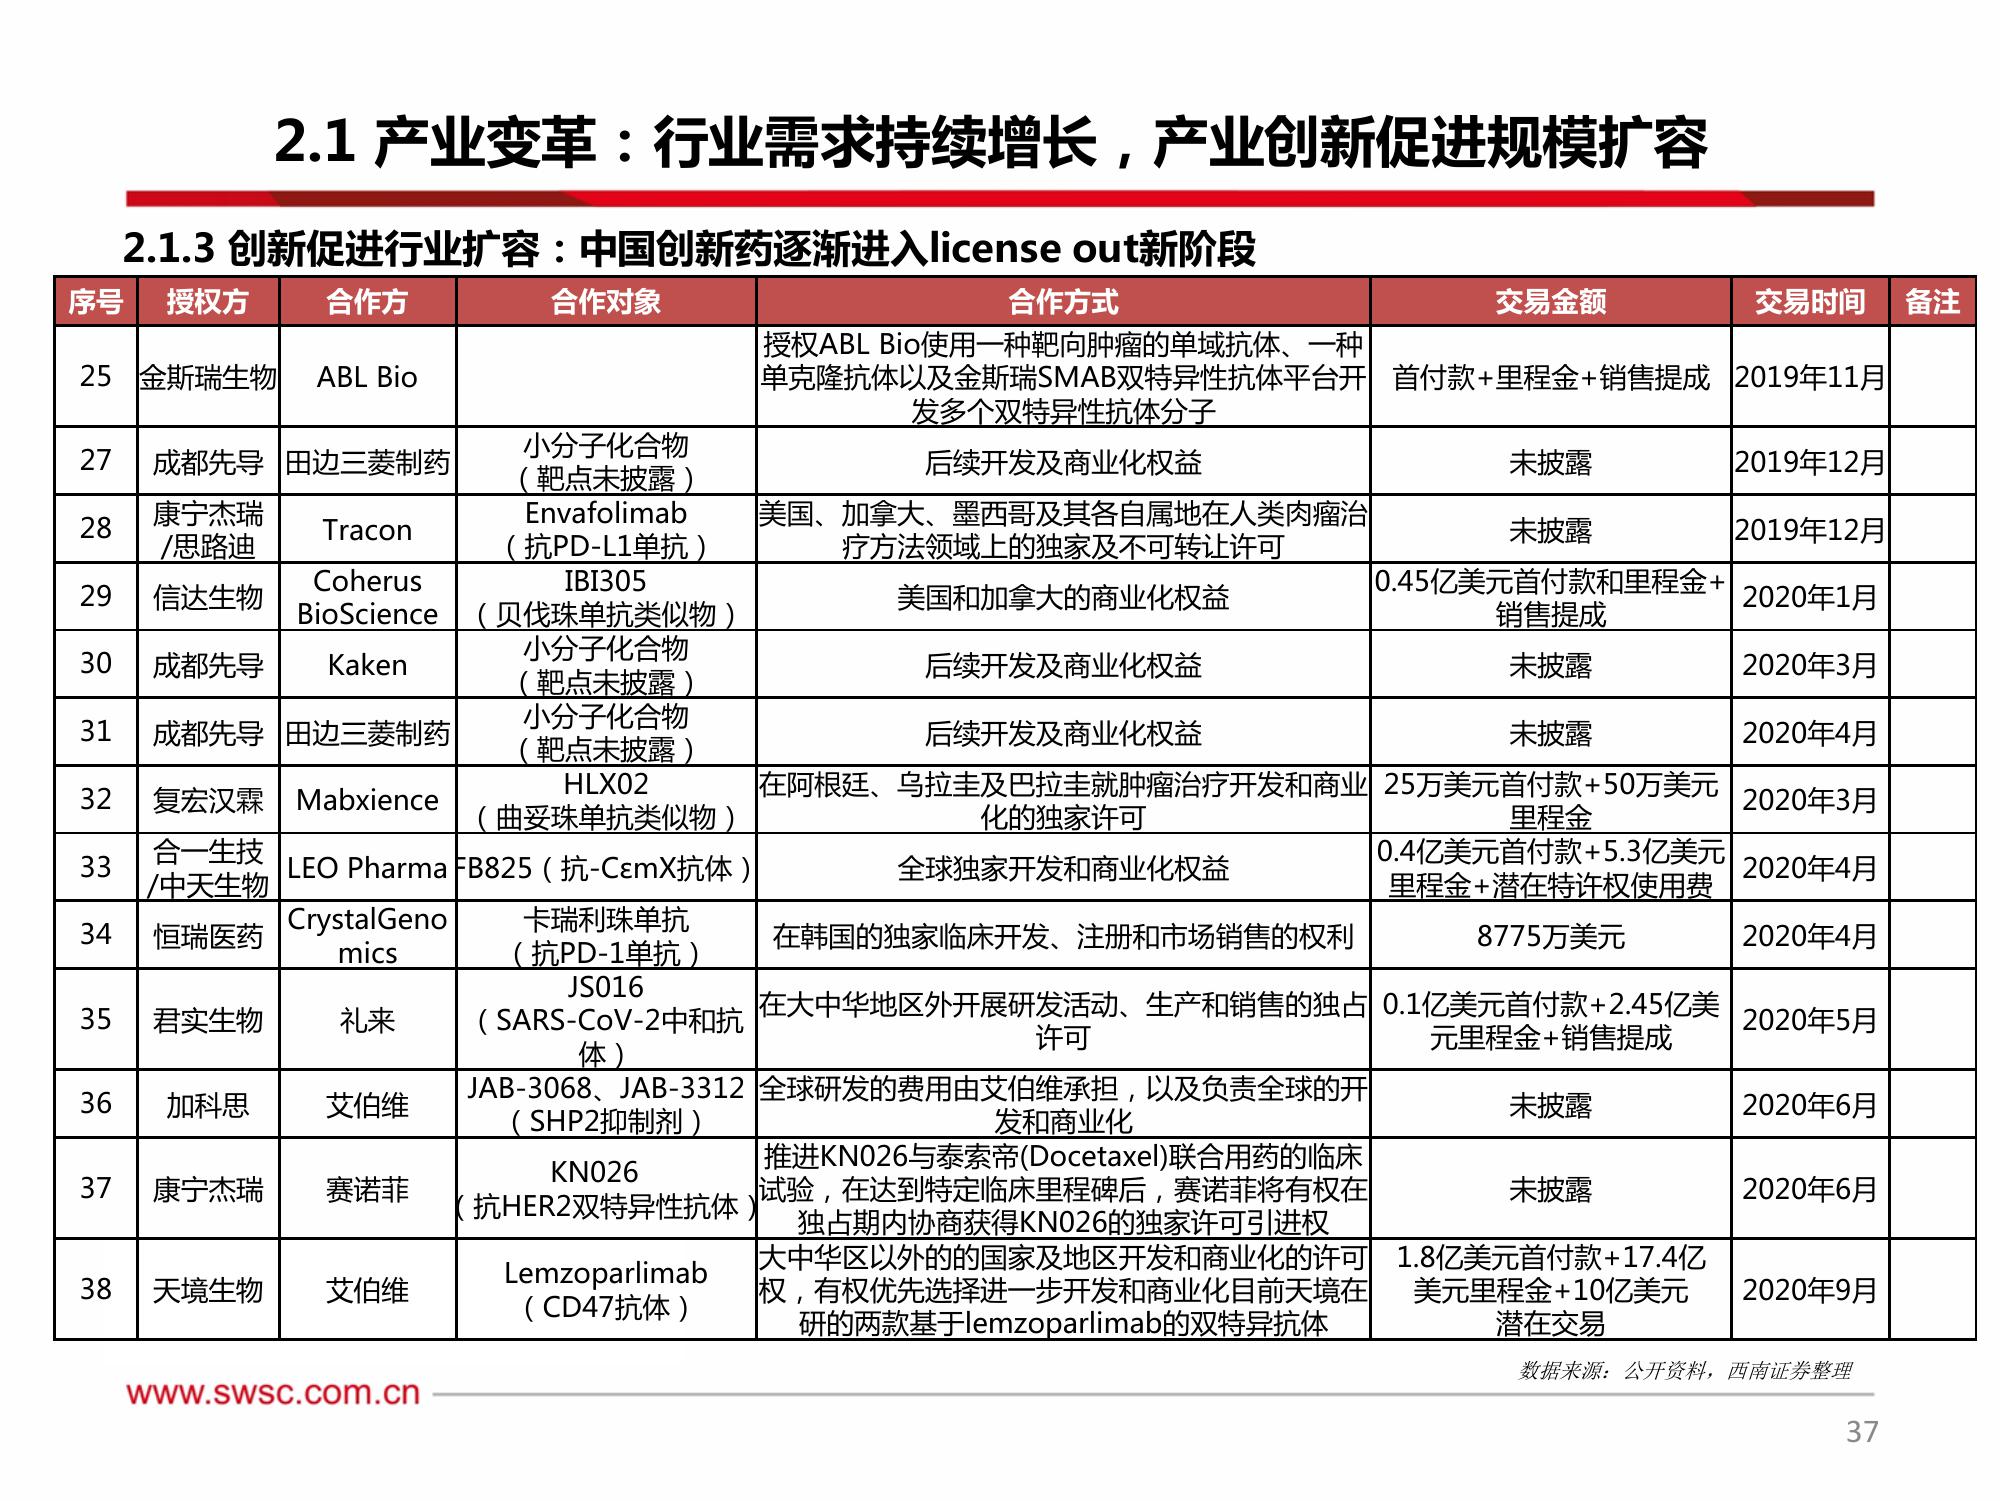 2.1 产业变革：行业需求持续增长，产业创新促进规模扩容
2.1.3 创新促进行业扩容：中国创新药逐渐进入license out新阶段
序号 授权方 合作方 合作对象 合作方式 交易金额 交易时间 备注
25 金斯瑞生物 ABL Bio 授权ABL Bio使用一种靶向肿瘤的单域抗体、一种
单克隆抗体以及金斯瑞SMAB双特异性抗体平台开
发多个双特异性抗体分子 首付款+里程金+销售提成 2019年11月
27 成都先导 田边三菱制药 小分子化合物
（靶点未披露） 后续开发及商业化权益 未披露 2019年12月
28 康宁杰瑞
/思路迪 Tracon Envafolimab
（抗PD-L1单抗） 美国、加拿大、墨西哥及其各自属地在人类肉瘤治
疗方法领域上的独家及不可转让许可 未披露 2019年12月
29 信达生物 Coherus
BioScience IBI305
（贝伐珠单抗类似物） 美国和加拿大的商业化权益 0.45亿美元首付款和里程金+
销售提成 2020年1月
30 成都先导 Kaken 小分子化合物
（靶点未披露） 后续开发及商业化权益 未披露 2020年3月
31 成都先导 田边三菱制药 小分子化合物
（靶点未披露） 后续开发及商业化权益 未披露 2020年4月
32 复宏汉霖 Mabxience HLX02
（曲妥珠单抗类似物） 在阿根廷、乌拉圭及巴拉圭就肿瘤治疗开发和商业
化的独家许可 25万美元首付款+50万美元
里程金 2020年3月
33 合一生技
/中天生物 LEO Pharma FB825（抗-CεmX抗体） 全球独家开发和商业化权益 0.4亿美元首付款+5.3亿美元
里程金+潜在特许权使用费 2020年4月
34 恒瑞医药 CrystalGeno
mics 卡瑞利珠单抗
（抗PD-1单抗） 在韩国的独家临床开发、注册和市场销售的权利 8775万美元 2020年4月
35 君实生物 礼来 JS016
（SARS-CoV-2中和抗
体） 在大中华地区外开展研发活动、生产和销售的独占
许可 0.1亿美元首付款+2.45亿美
元里程金+销售提成 2020年5月
36 加科思 艾伯维 JAB-3068、JAB-3312
（SHP2抑制剂） 全球研发的费用由艾伯维承担，以及负责全球的开
发和商业化 未披露 2020年6月
37 康宁杰瑞 赛诺菲 KN026
（抗HER2双特异性抗体） 推进KN026与泰索帝(Docetaxel)联合用药的临床
试验，在达到特定临床里程碑后，赛诺菲将有权在
独占期内协商获得KN026的独家许可引进权 未披露 2020年6月
38 天境生物 艾伯维 Lemzoparlimab
（CD47抗体） 大中华区以外的的国家及地区开发和商业化的许可
权，有权优先选择进一步开发和商业化目前天境在
研的两款基于lemzoparlimab的双特异抗体 1.8亿美元首付款+17.4亿
美元里程金+10亿美元
潜在交易 2020年9月
数据来源：公开资料，西南证券整理
www.swsc.com.cn
37